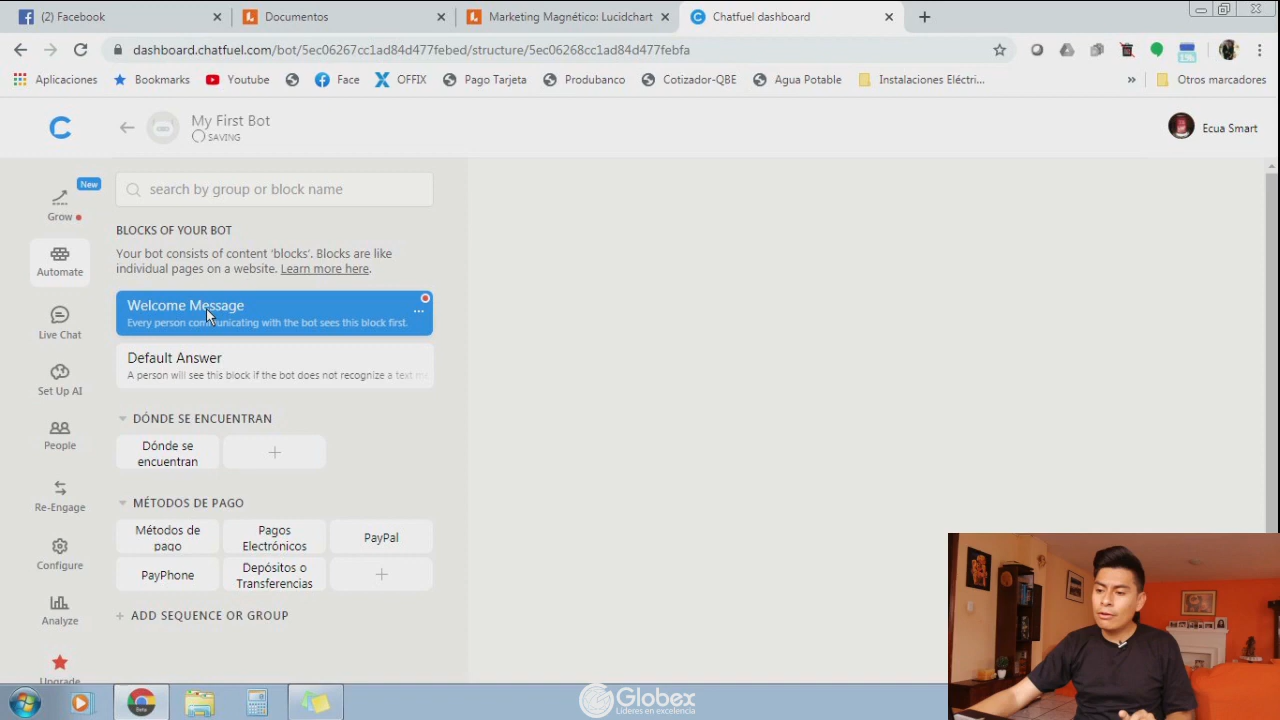 (2) Facebook
Documentos
Marketing Magnético: Lucidchart
Chatfuel dashboard
dashboard.chatfuel.com/bot/5ec06267cc1ad84d477febed/structure/5ec06268cc1ad84d477febfa
Aplicaciones
Bookmarks
Youtube
Face
OFFIX
Pago Tarjeta
Produbanco
Cotizador-QBE
Agua Potable
Instalaciones Eléctri...
»
Otros marcadores
My First Bot
SAVING
Ecua Smart
New
Grow
Automate
Live Chat
Set Up AI
People
Re-Engage
Configure
Analyze
Upgrade
search by group or block name
BLOCKS OF YOUR BOT
Your bot consists of content ‘blocks’. Blocks are like
individual pages on a website. Learn more here.
Welcome Message
...
Every person communicating with the bot sees this block first.
Default Answer
A person will see this block if the bot does not recognize a text
DÓNDE SE ENCUENTRAN
Dónde se
encuentran
+
MÉTODOS DE PAGO
Métodos de
pago
Pagos
Electrónicos
PayPal
PayPhone
Depósitos o
Transferencias
+
+ ADD SEQUENCE OR GROUP
Globex
Líderes en excelencia